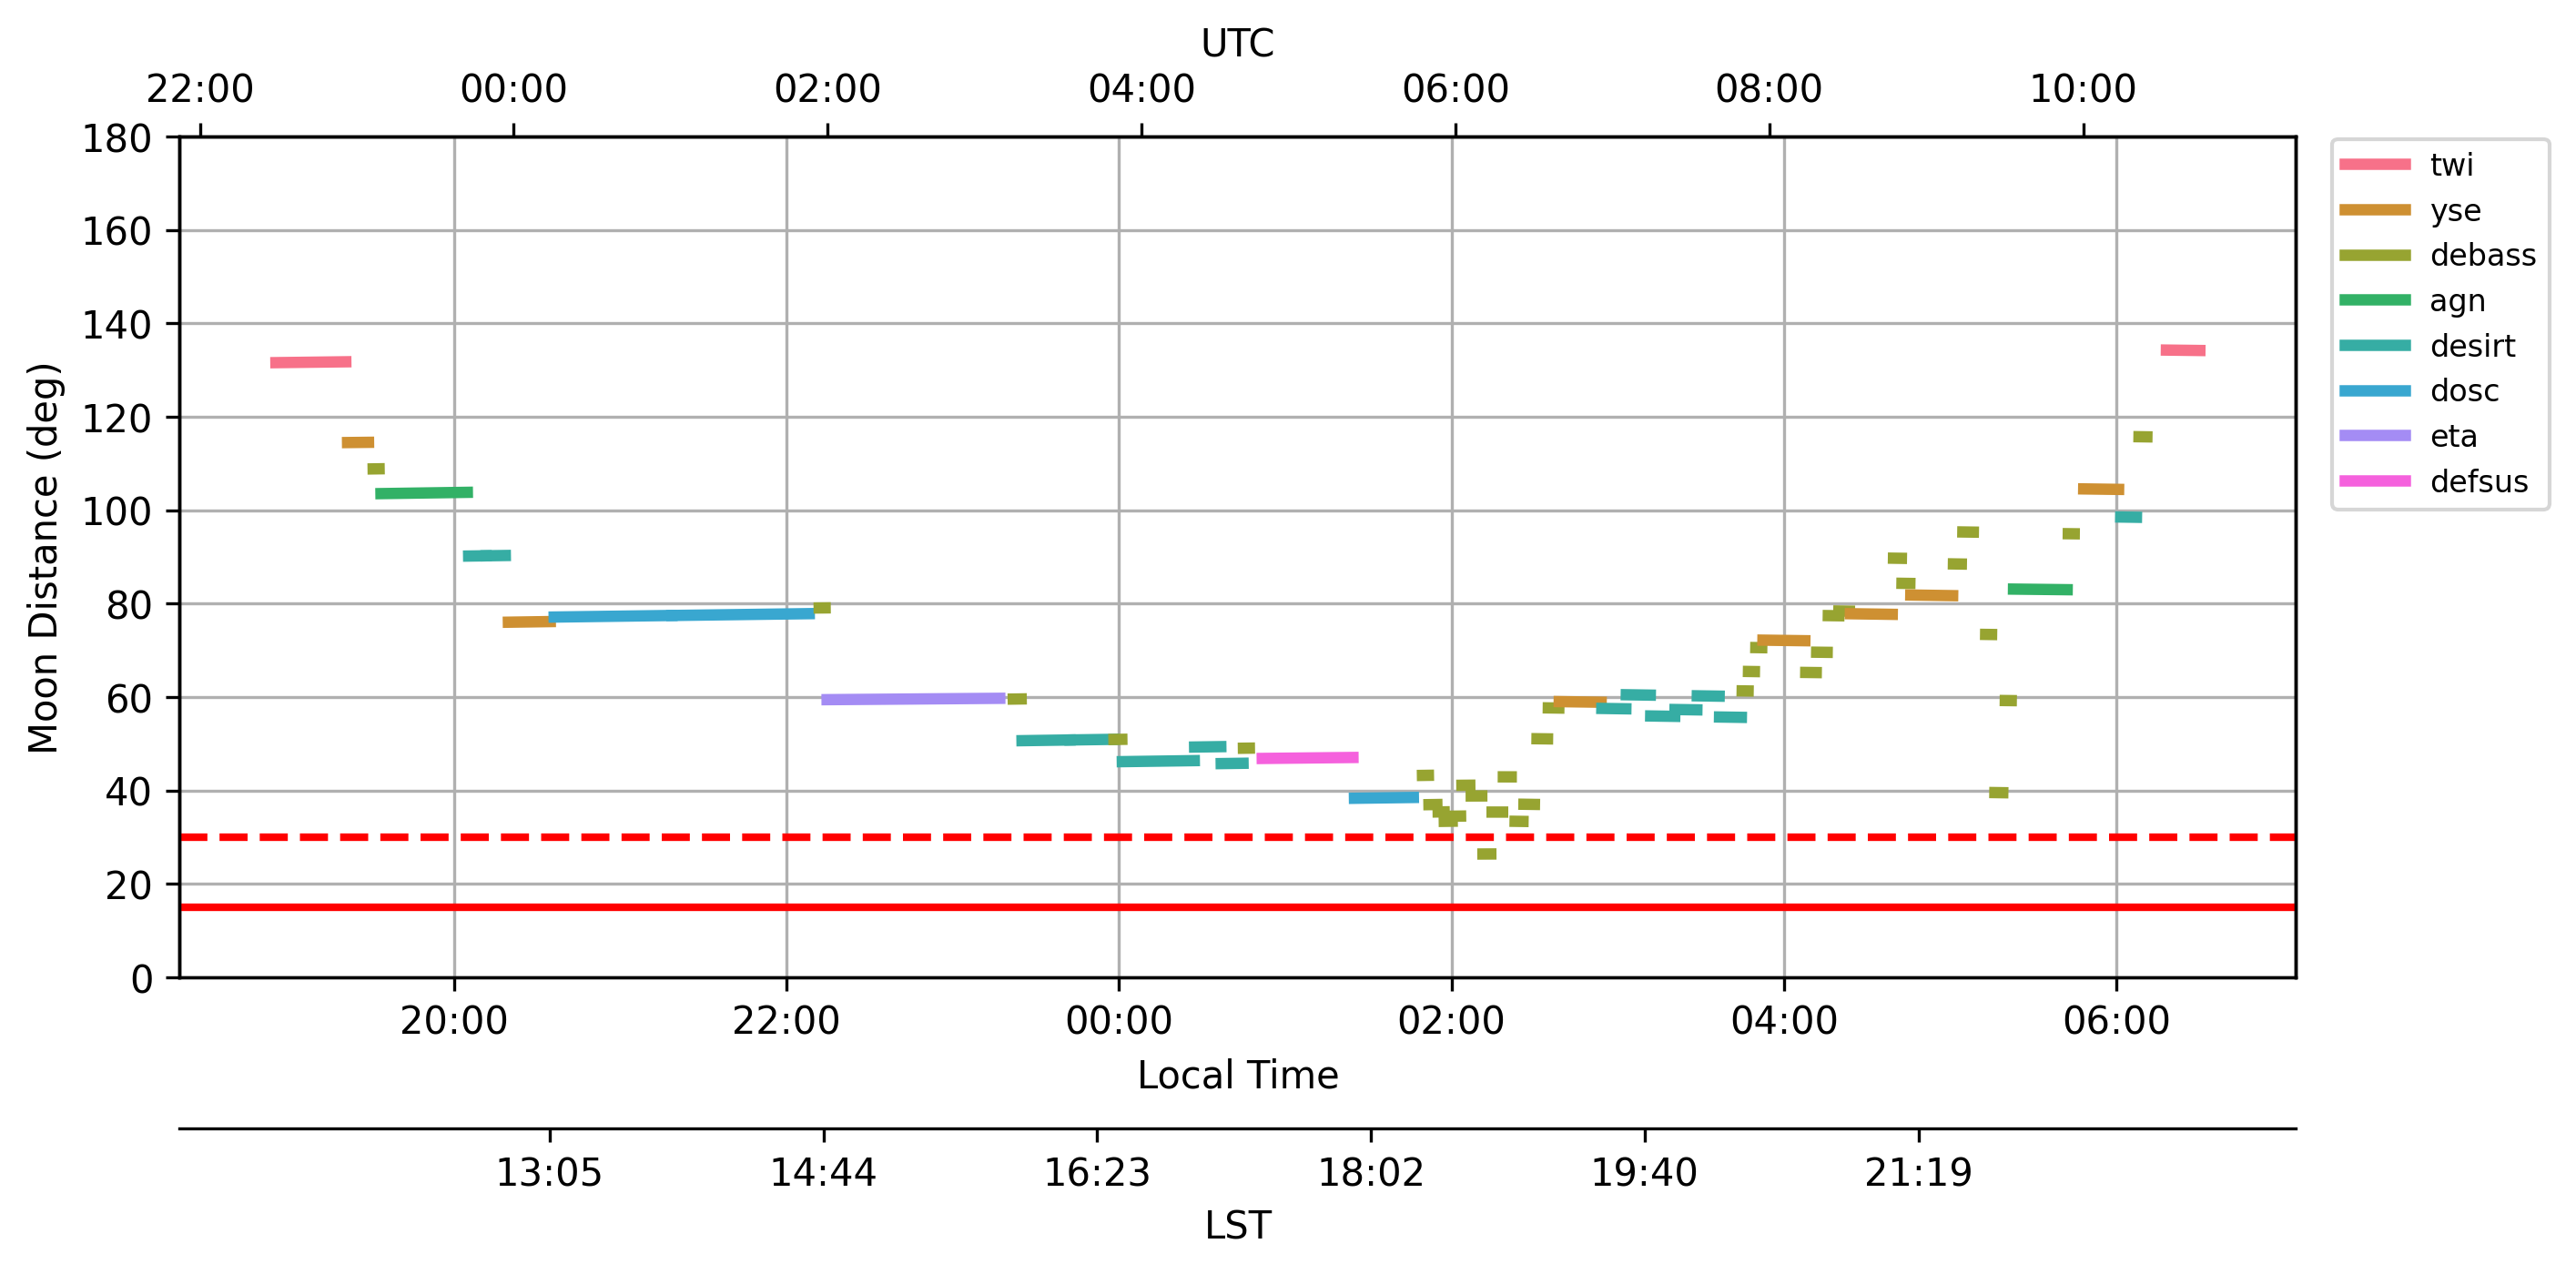 UTC
22:00 00:00 02:00 04:00 06:00 08:00 10:00
180
160
140
120
100
80
60
40
20
0
Moon Distance (deg)
twi
yse
debass
agn
desirt
dosc
eta
defsus
20:00 22:00 00:00 02:00 04:00 06:00
Local Time
13:05 14:44 16:23 18:02 19:40 21:19
LST